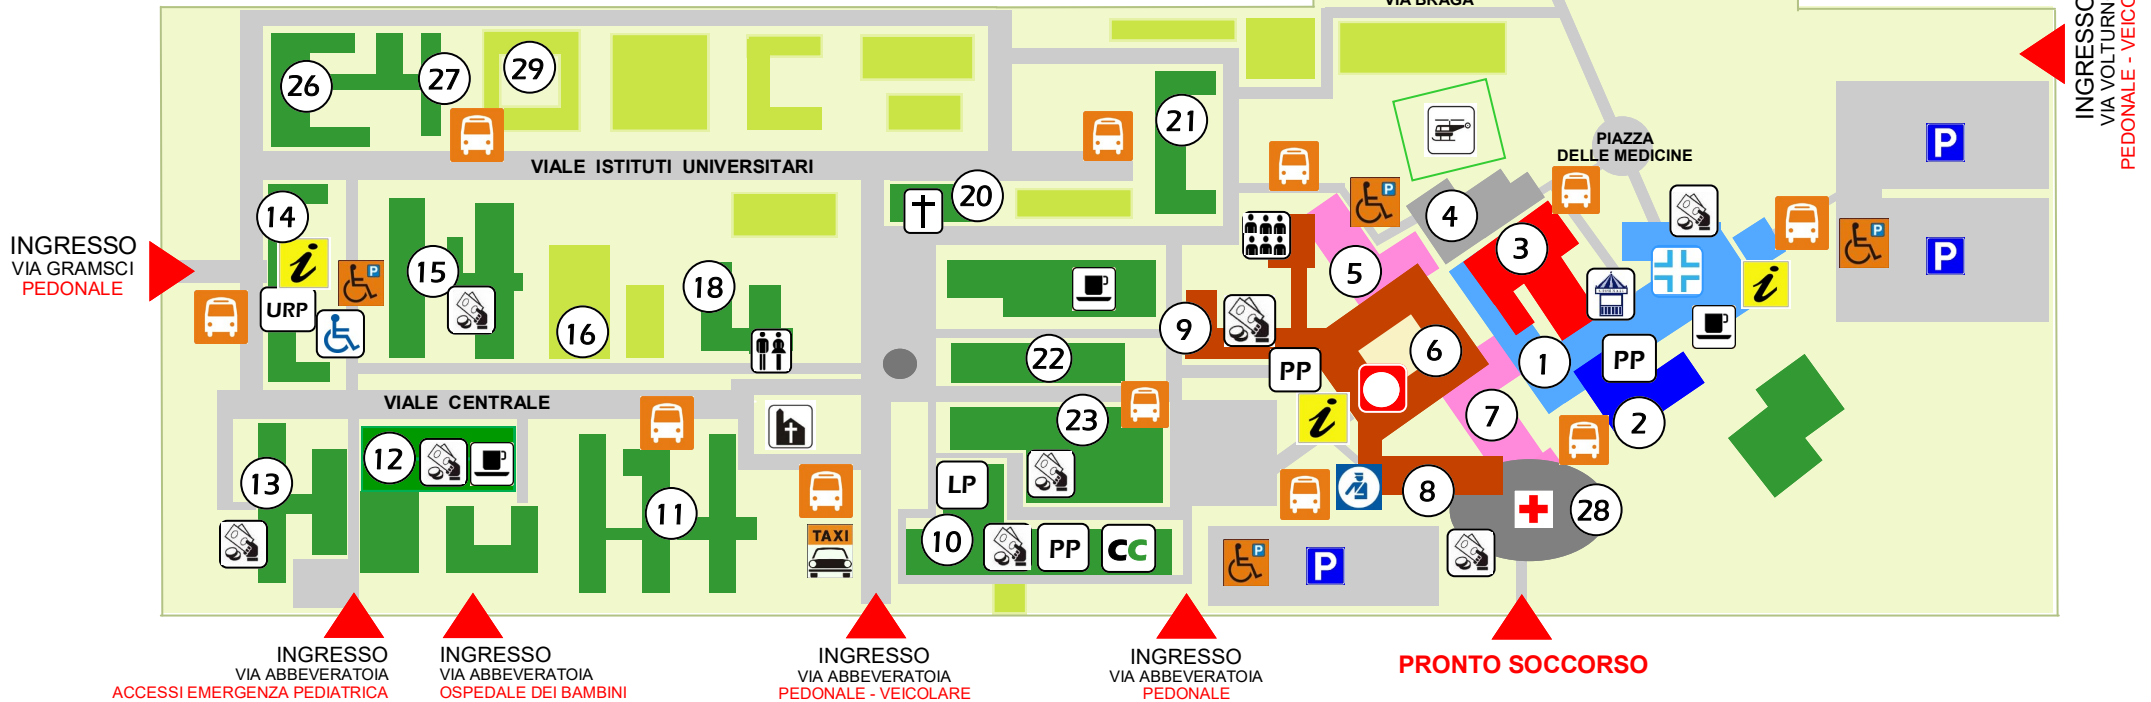 VIA BRAGA
INGRESSO
VIA VOLTURN
PEDONALE - VEICO
26
27
29
21
VIALE ISTITUTI UNIVERSITARI
PIAZZA
DELLE MEDICINE
P
P
INGRESSO
VIA GRAMSCI
PEDONALE
14
i
P
URP
15
16
18
20
P
4
3
5
P
i
9
PP
6
1
PP
22
i
7
2
VIALE CENTRALE
23
12
13
11
LP
8
28
TAXI
10
PP
CC
P
P
INGRESSO
VIA ABBEVERATOIA
ACCESSI EMERGENZA PEDIATRICA
INGRESSO
VIA ABBEVERATOIA
OSPEDALE DEI BAMBINI
INGRESSO
VIA ABBEVERATOIA
PEDONALE - VEICOLARE
INGRESSO
VIA ABBEVERATOIA
PEDONALE
PRONTO SOCCORSO